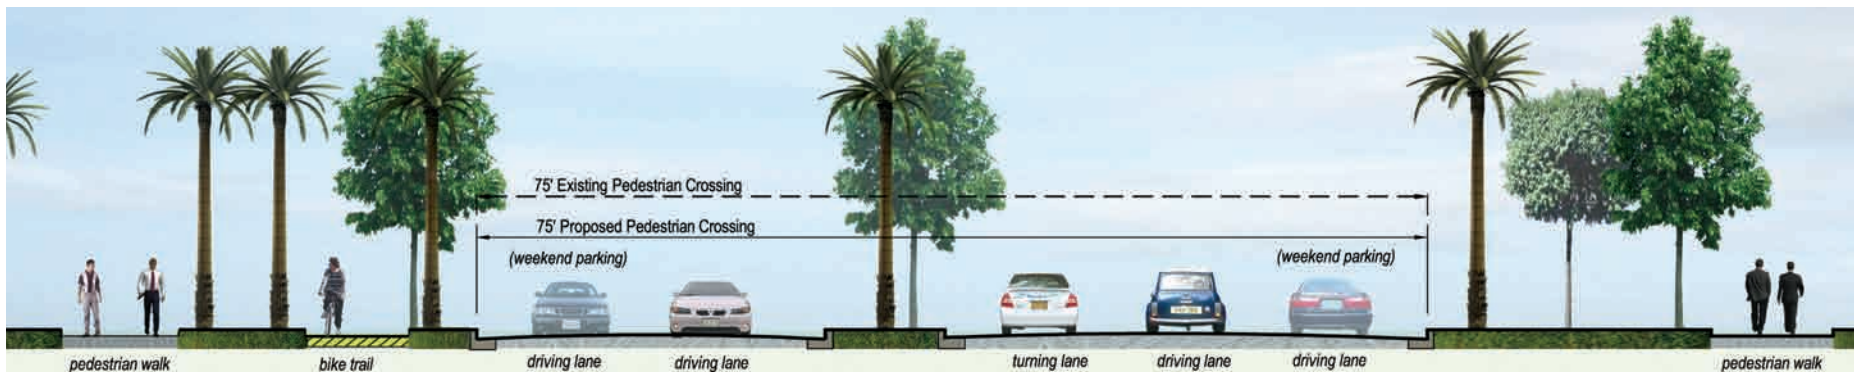 75' Existing Pedestrian Crossing
75' Proposed Pedestrian Crossing
(weekend parking)
(weekend parking)
pedestrian walk
bike trail
driving lane
driving lane
turning lane
driving lane
driving lane
pedestrian walk